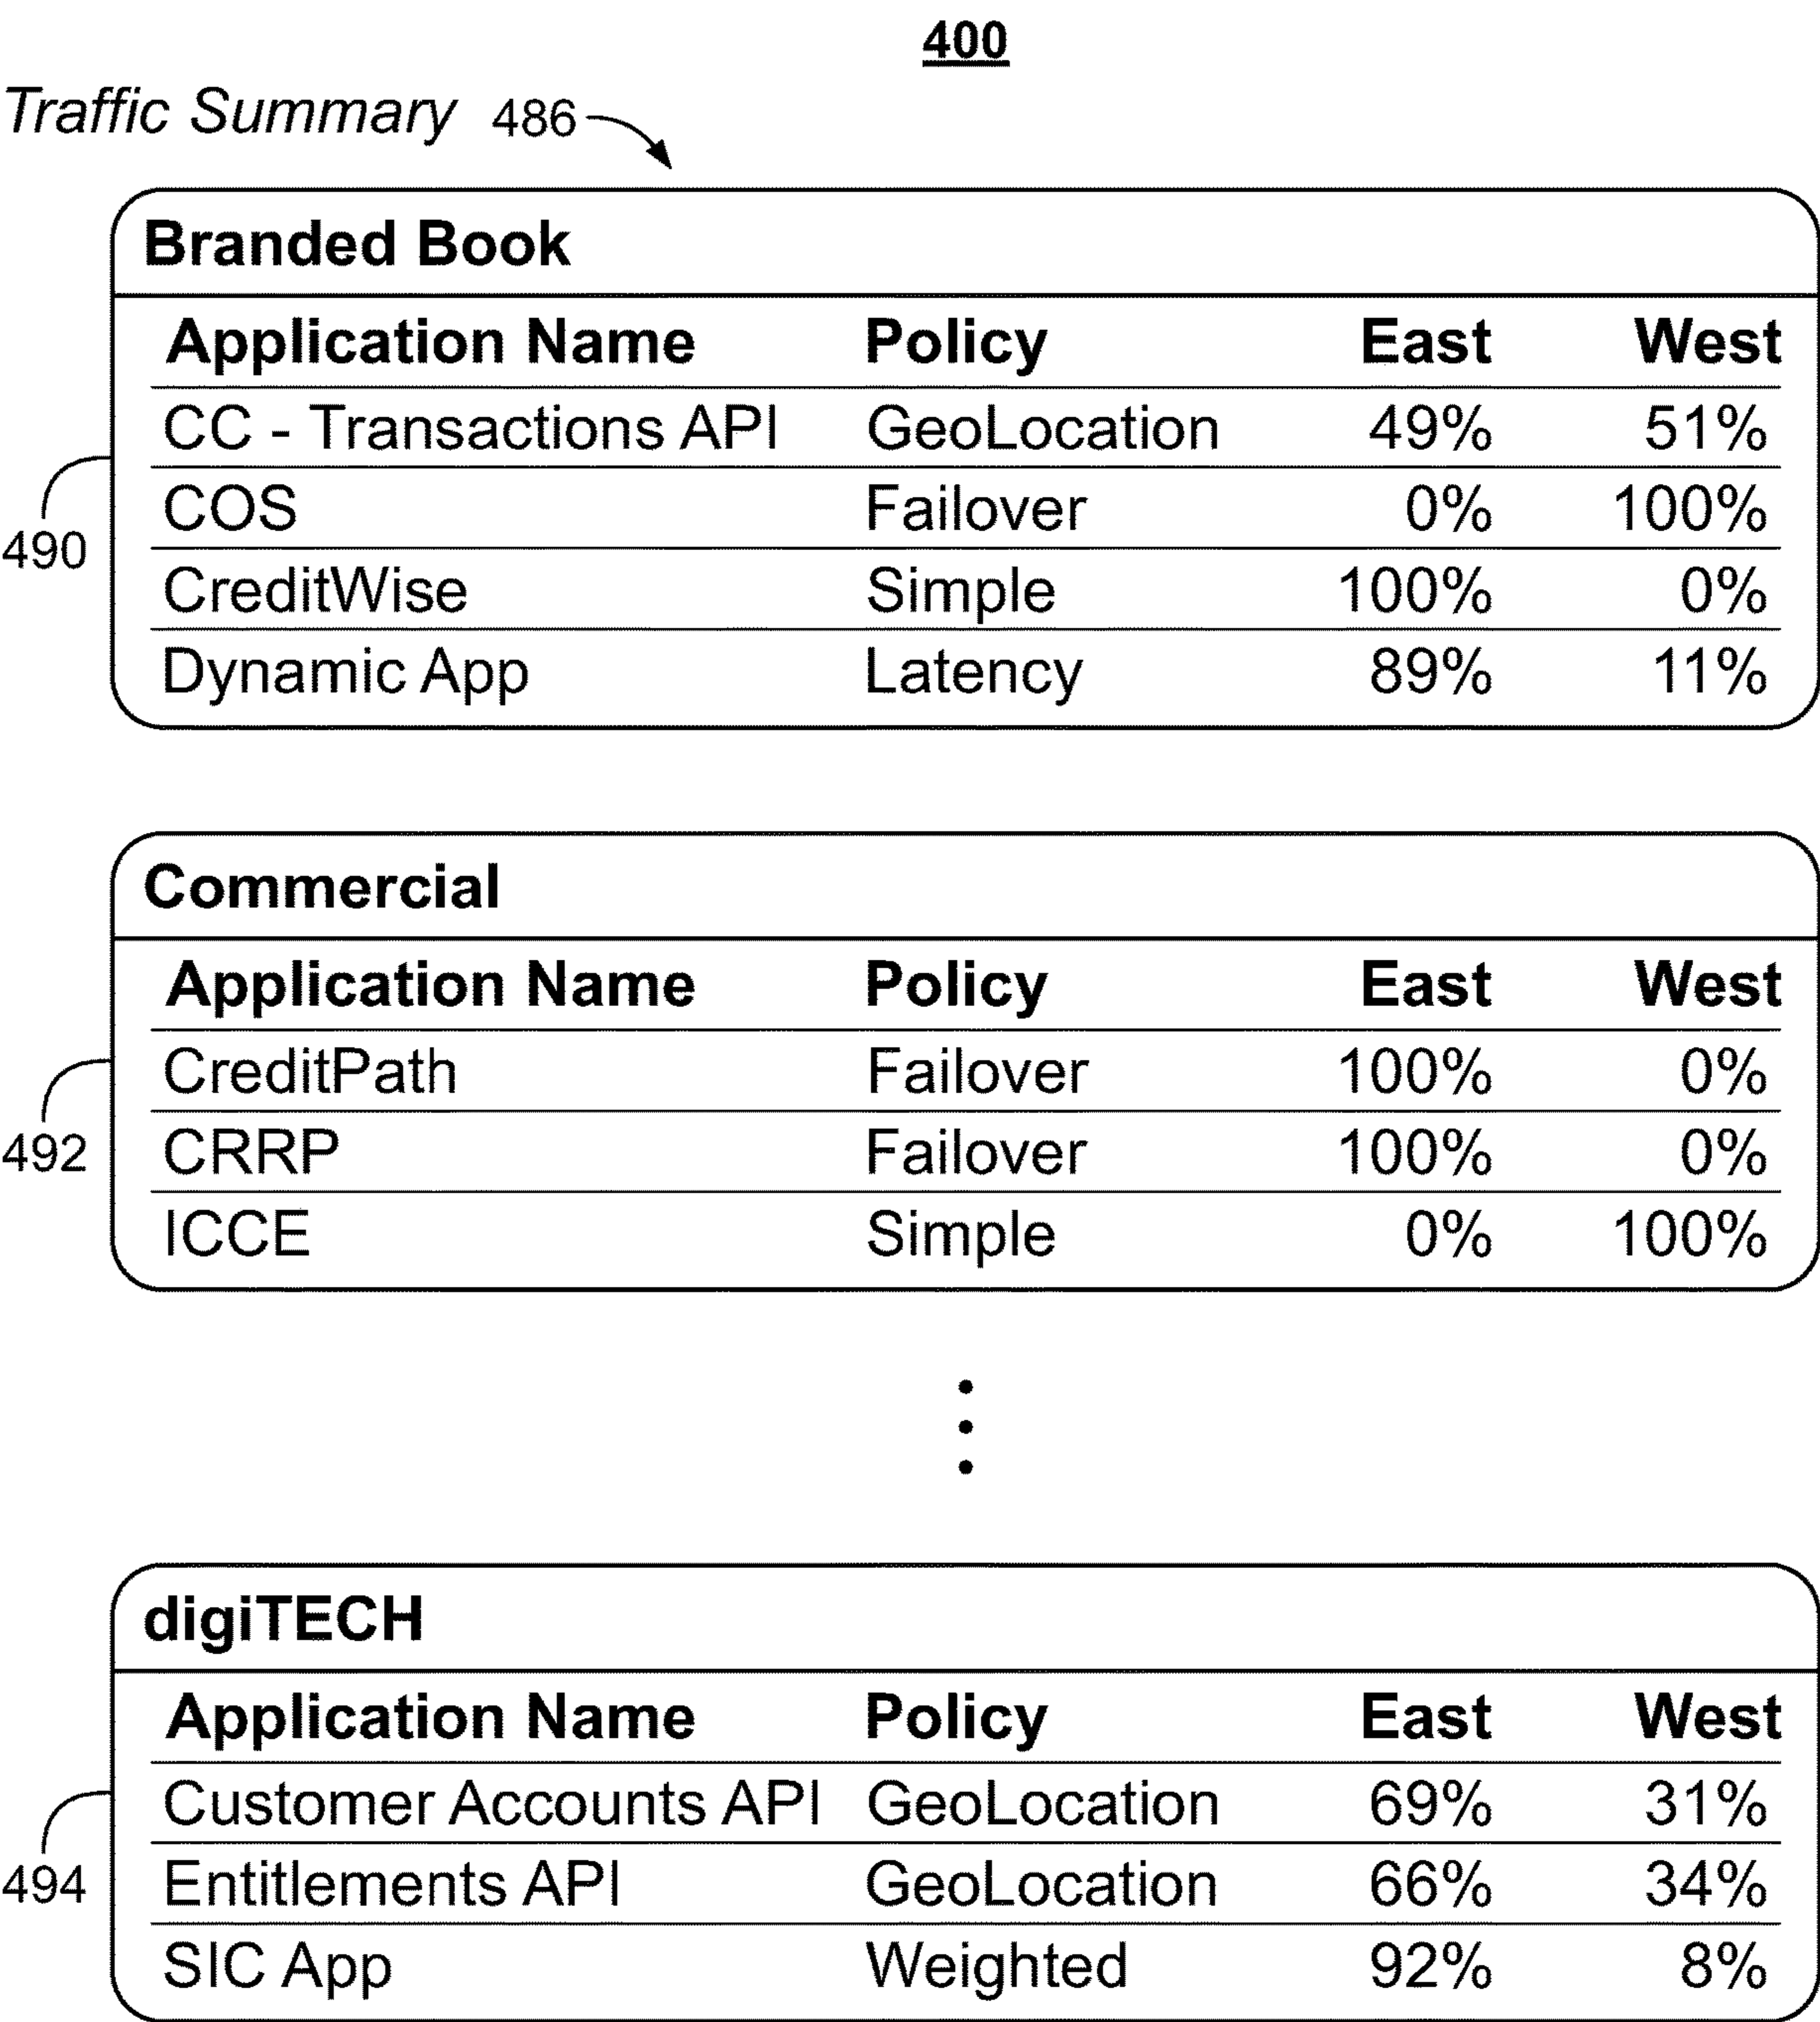 400
Traffic Summary 486
Branded Book
Application Name Policy East West
CC - Transactions API GeoLocation 49% 51%
COS Failover 0% 100%
490
CreditWise Simple 100% 0%
Dynamic App Latency 89% 11%
Commercial
Application Name Policy East West
CreditPath Failover 100% 0%
492
CRRP Failover 100% 0%
ICCE Simple 0% 100%
digiTECH
Application Name Policy East West
Customer Accounts API GeoLocation 69% 31%
494
Entitlements API GeoLocation 66% 34%
SIC App Weighted 92% 8%